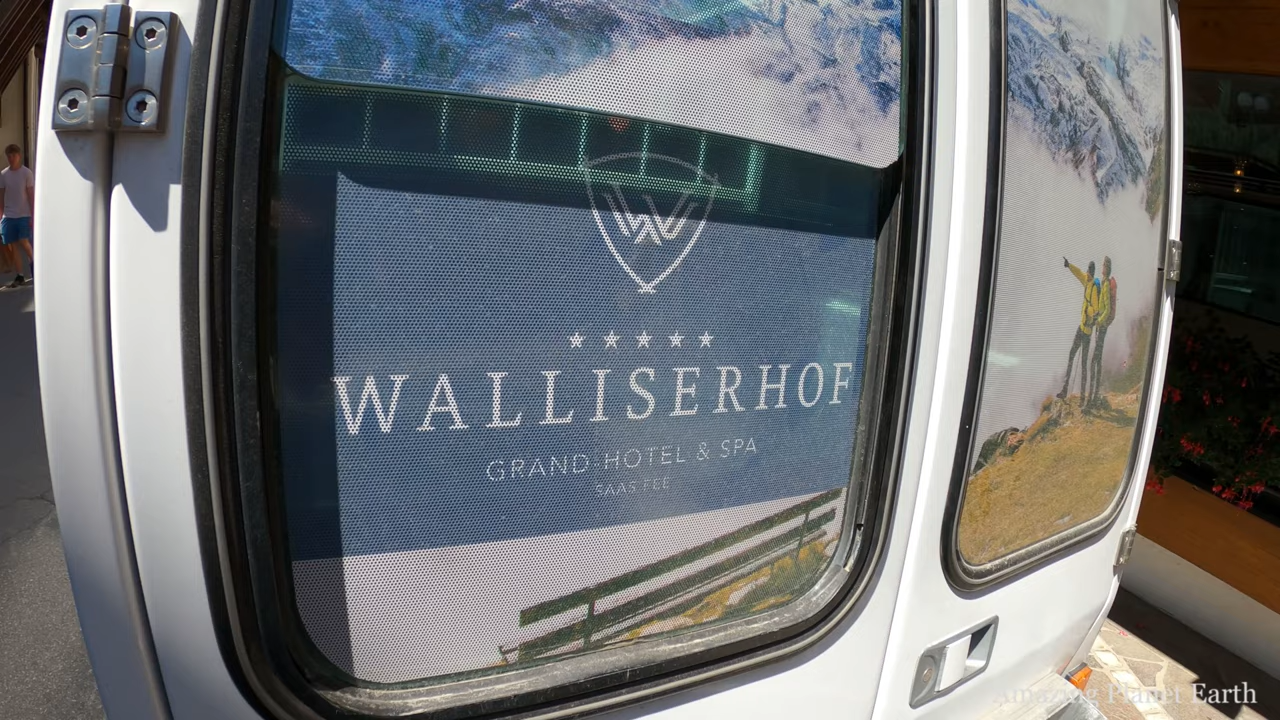 W
★★★★★
WALLISERHOF
GRAND HOTEL & SPA
SAAS FEE
Amazing Planet Earth